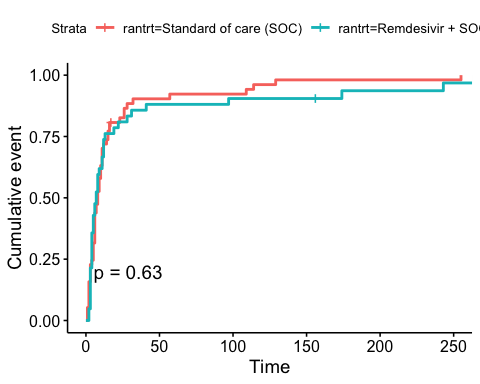 Strata rantrt=Standard of care (SOC) rantrt=Remdesivir + SO
1.00
0.75
0.50
0.25
0.00
Cumulative event
p = 0.63
0 50 100 150 200 250
Time